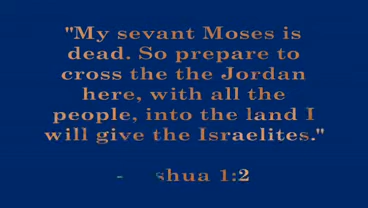 "My sevant Moses is
dead. So prepare to
cross the the Jordan
here, with all the
people, into the land I
will give the Israelites."
- shua 1:2